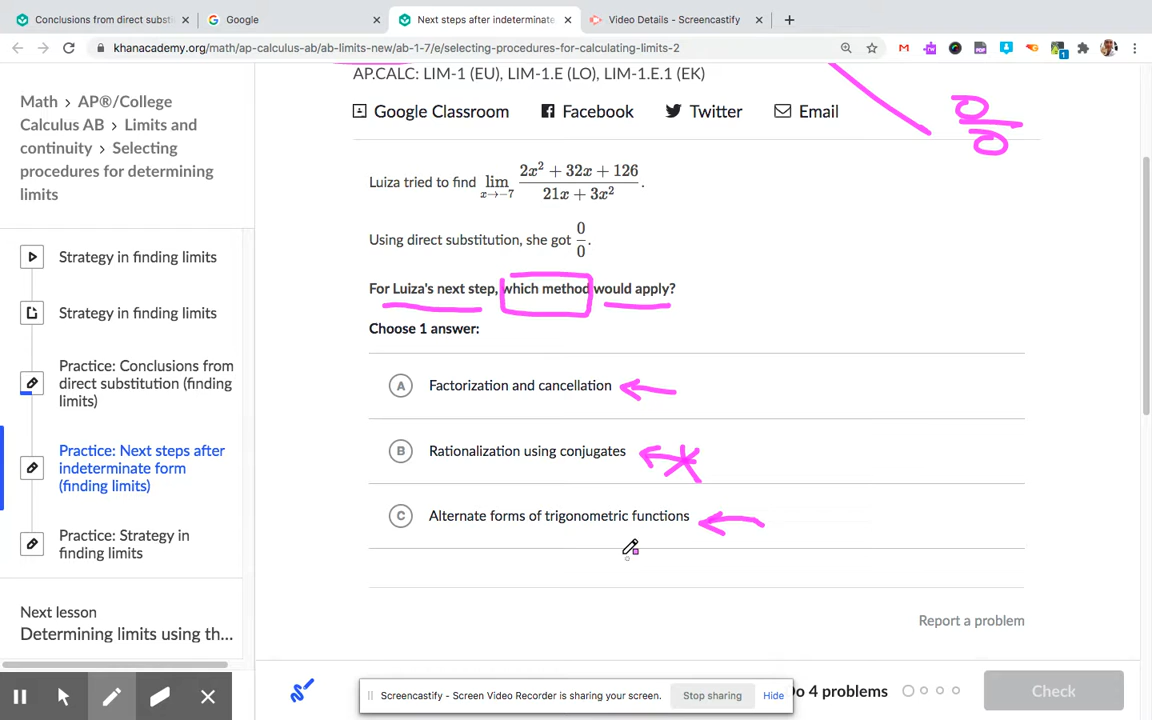 Conclusions from direct substi
Google
Next steps after indeterminate
Video Details - Screencastify
khanacademy.org/math/ap-calculus-ab/ab-limits-new/ab-1-7/e/selecting-procedures-for-calculating-limits-2
Math > AP®/College
Calculus AB > Limits and
continuity > Selecting
procedures for determining
limits
Strategy in finding limits
Strategy in finding limits
Practice: Conclusions from
direct substitution (finding
limits)
Practice: Next steps after
indeterminate form
(finding limits)
Practice: Strategy in
finding limits
Next lesson
Determining limits using th...
AP.CALC: LIM-1 (EU), LIM-1.E (LO), LIM-1.E.1 (EK)
Google Classroom Facebook Twitter Email
0/0
Luiza tried to find lim x→-7 (2x² + 32x + 126)/(21x + 3x²).
Using direct substitution, she got 0/0.
For Luiza's next step, which method would apply?
Choose 1 answer:
A Factorization and cancellation
B Rationalization using conjugates
C Alternate forms of trigonometric functions
Report a problem
Screencastify - Screen Video Recorder is sharing your screen. Stop sharing Hide
Do 4 problems
Check